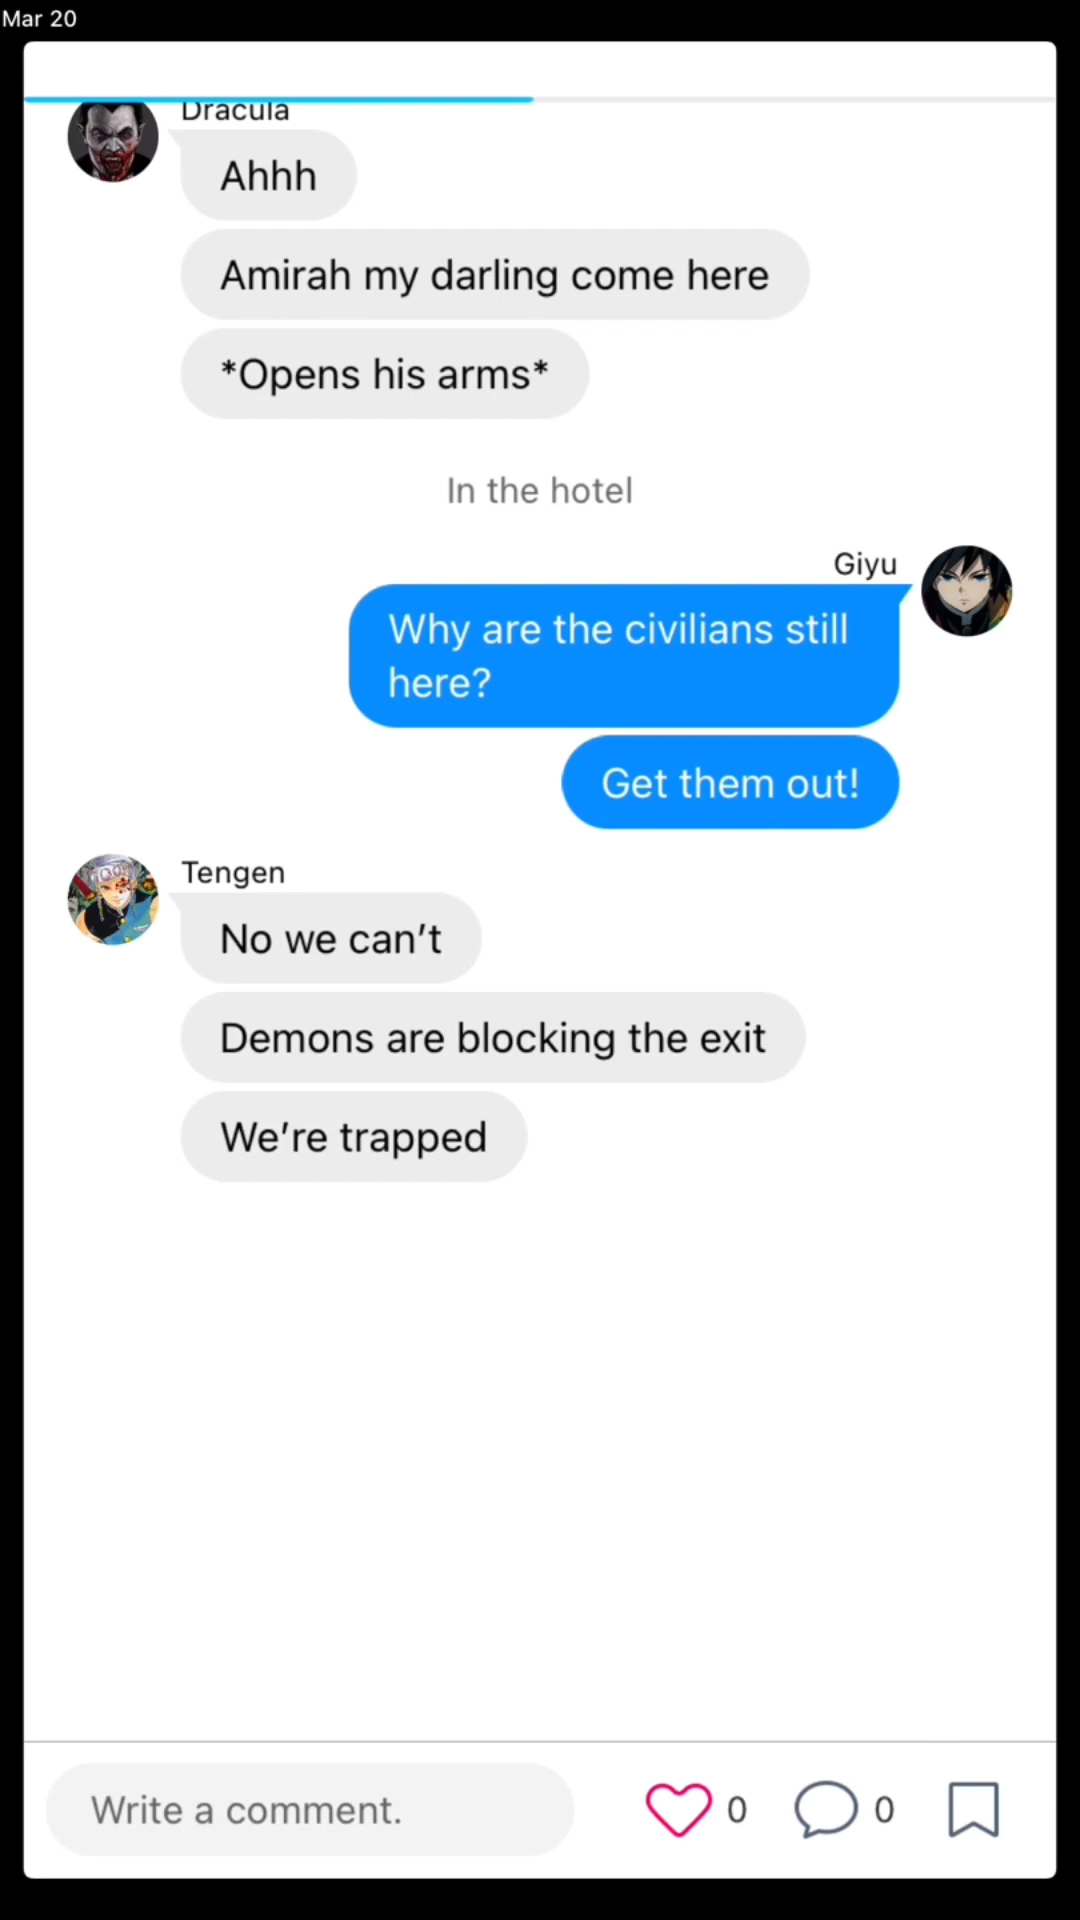 Mar 20
Dracula
Ahhh
Amirah my darling come here
*Opens his arms*
In the hotel
Giyu
Why are the civilians still
here?
Get them out!
Tengen
No we can’t
Demons are blocking the exit
We’re trapped
Write a comment.
0
0